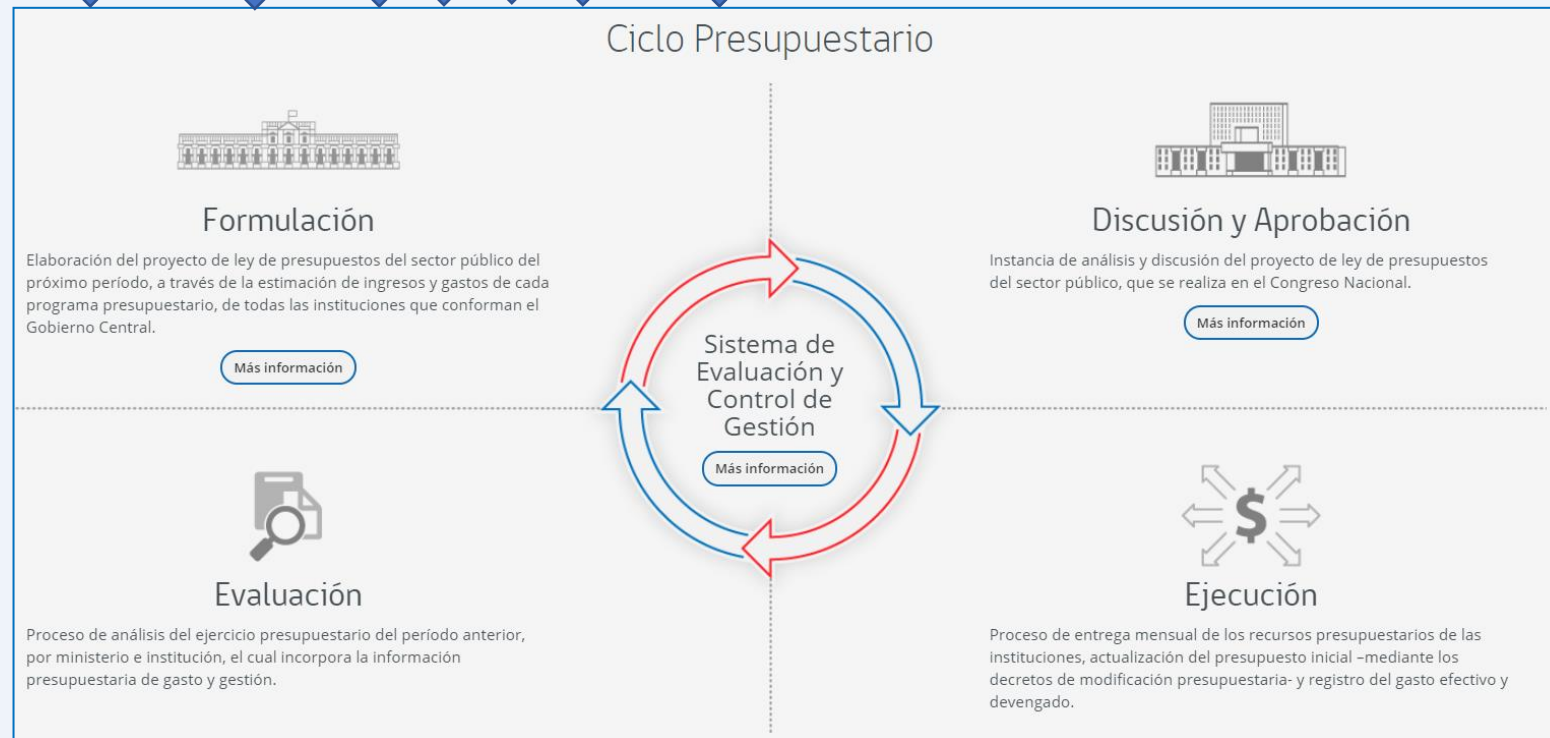 Ciclo Presupuestario
Formulación
Elaboración del proyecto de ley de presupuestos del sector público del
próximo período, a través de la estimación de ingresos y gastos de cada
programa presupuestario, de todas las instituciones que conforman el
Gobierno Central.
Más información
Discusión y Aprobación
Instancia de análisis y discusión del proyecto de ley de presupuestos
del sector público, que se realiza en el Congreso Nacional.
Más información
Sistema de
Evaluación y
Control de
Gestión
Más información
Evaluación
Proceso de análisis del ejercicio presupuestario del período anterior,
por ministerio e institución, el cual incorpora la información
presupuestaria de gasto y gestión.
$
Ejecución
Proceso de entrega mensual de los recursos presupuestarios de las
instituciones, actualización del presupuesto inicial –mediante los
decretos de modificación presupuestaria- y registro del gasto efectivo y
devengado.